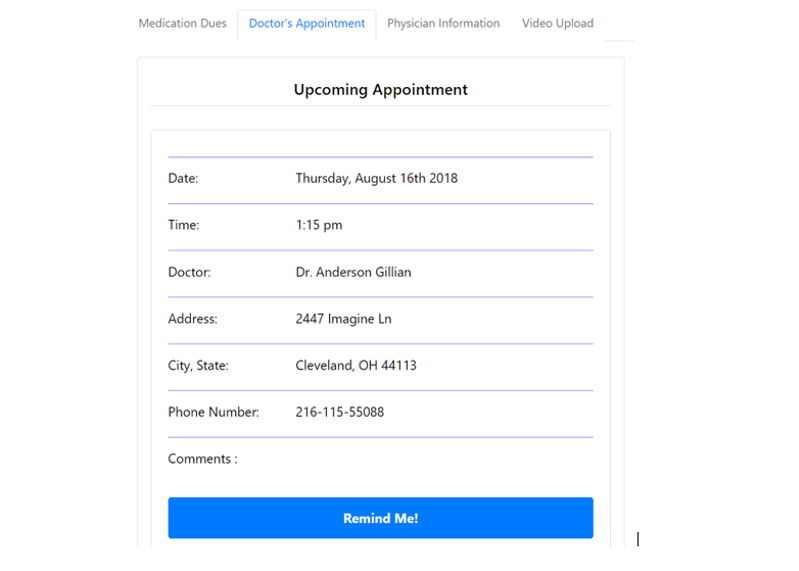 Medication Dues Doctor's Appointment Physician Information Video Upload
Upcoming Appointment
Date: Thursday, August 16th 2018
Time: 1:15 pm
Doctor: Dr. Anderson Gillian
Address: 2447 Imagine Ln
City, State: Cleveland, OH 44113
Phone Number: 216-115-55088
Comments :
Remind Me!